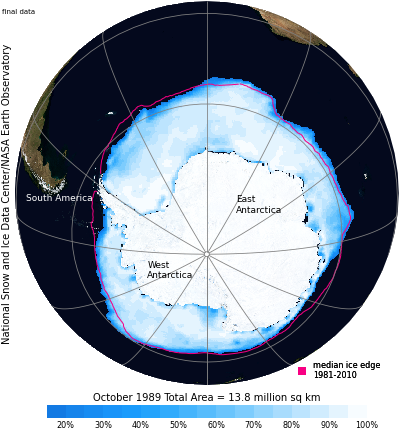 final data
National Snow and Ice Data Center/NASA Earth Observatory
South America
East
Antarctica
West
Antarctica
median ice edge
1981-2010
October 1989 Total Area = 13.8 million sq km
20% 30% 40% 50% 60% 70% 80% 90% 100%